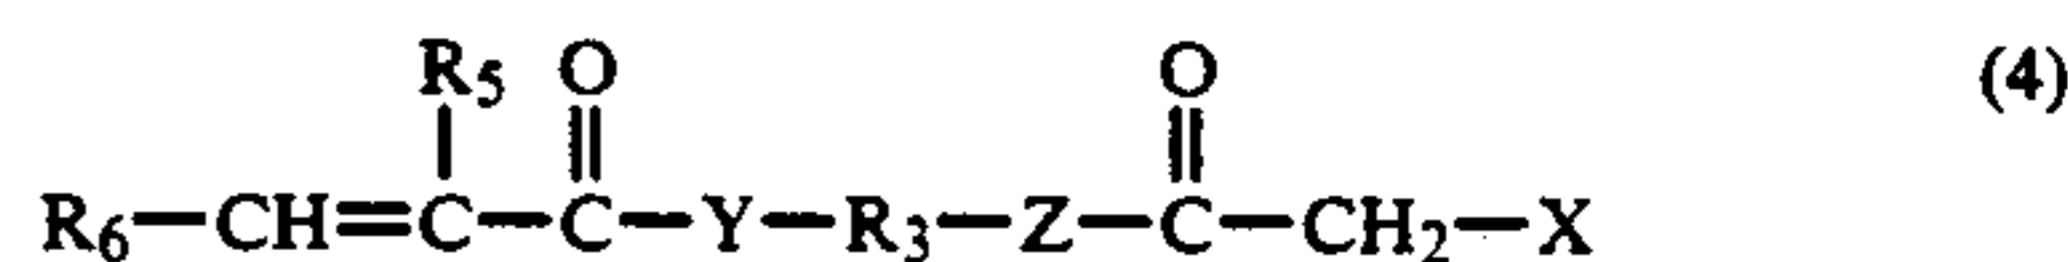 R5 O O (4)
R6—CH=C—C—Y—R3—Z—C—CH2—X